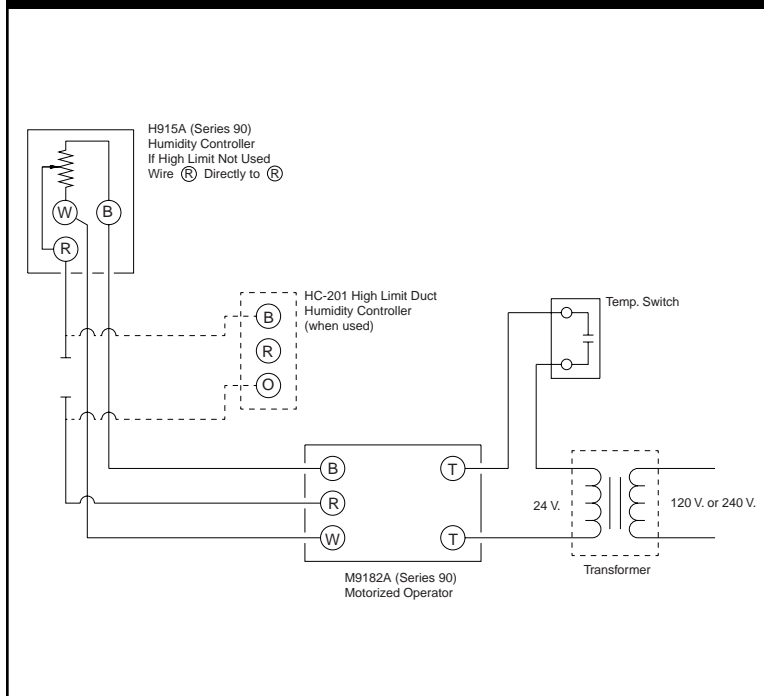 H915A (Series 90)
Humidity Controller
If High Limit Not Used
Wire Ⓡ Directly to Ⓡ
W
B
R
HC-201 High Limit Duct
Humidity Controller
(when used)
B
R
O
Temp. Switch
B
T
R
W
T
24 V.
120 V. or 240 V.
Transformer
M9182A (Series 90)
Motorized Operator